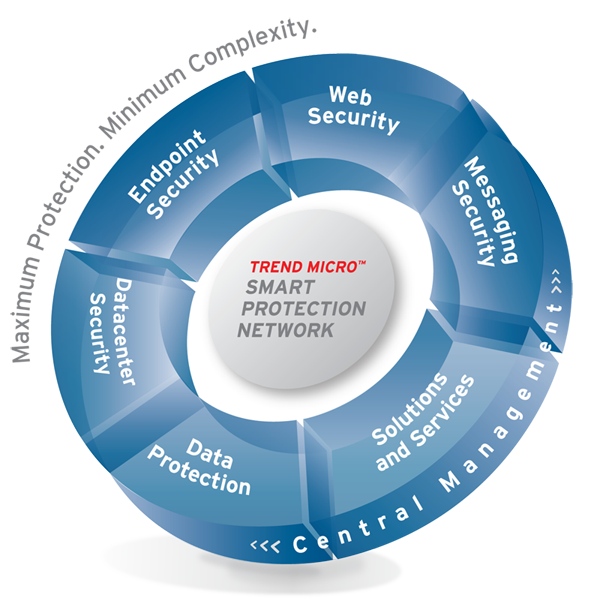 Maximum Protection. Minimum Complexity.
Web
Security
Messaging
Security
Solutions
and Services
Data
Protection
Datacenter
Security
Endpoint
Security
TREND MICRO™
SMART
PROTECTION
NETWORK
<<< Central Management >>>